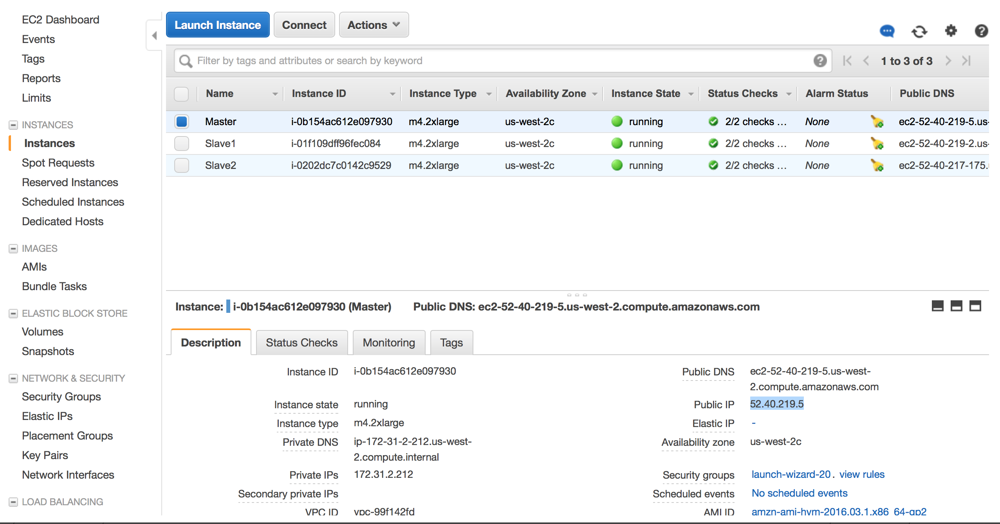 EC2 Dashboard
Events
Tags
Reports
Limits
INSTANCES
Instances
Spot Requests
Reserved Instances
Scheduled Instances
Dedicated Hosts
IMAGES
AMIs
Bundle Tasks
ELASTIC BLOCK STORE
Volumes
Snapshots
NETWORK & SECURITY
Security Groups
Elastic IPs
Placement Groups
Key Pairs
Network Interfaces
LOAD BALANCING
Launch Instance Connect Actions
Filter by tags and attributes or search by keyword 1 to 3 of 3
Name Instance ID Instance Type Availability Zone Instance State Status Checks Alarm Status Public DNS
Master i-0b154ac612e097930 m4.2xlarge us-west-2c running 2/2 checks ... None ec2-52-40-219-5.us-
Slave1 i-01f109dff96fec084 m4.2xlarge us-west-2c running 2/2 checks ... None ec2-52-40-219-2.us-
Slave2 i-0202dc7c0142c9529 m4.2xlarge us-west-2c running 2/2 checks ... None ec2-52-40-217-175.
Instance: i-0b154ac612e097930 (Master) Public DNS: ec2-52-40-219-5.us-west-2.compute.amazonaws.com
Description Status Checks Monitoring Tags
Instance ID i-0b154ac612e097930
Instance state running
Instance type m4.2xlarge
Private DNS ip-172-31-2-212.us-west-
2.compute.internal
Private IPs 172.31.2.212
Secondary private IPs
VPC ID vpc-99f142fd
Public DNS ec2-52-40-219-5.us-west-
2.compute.amazonaws.com
Public IP 52.40.219.5
Elastic IP -
Availability zone us-west-2c
Security groups launch-wizard-20. view rules
Scheduled events No scheduled events
AMI ID amzn-ami-hvm-2016.03.1.x86_64-gp2